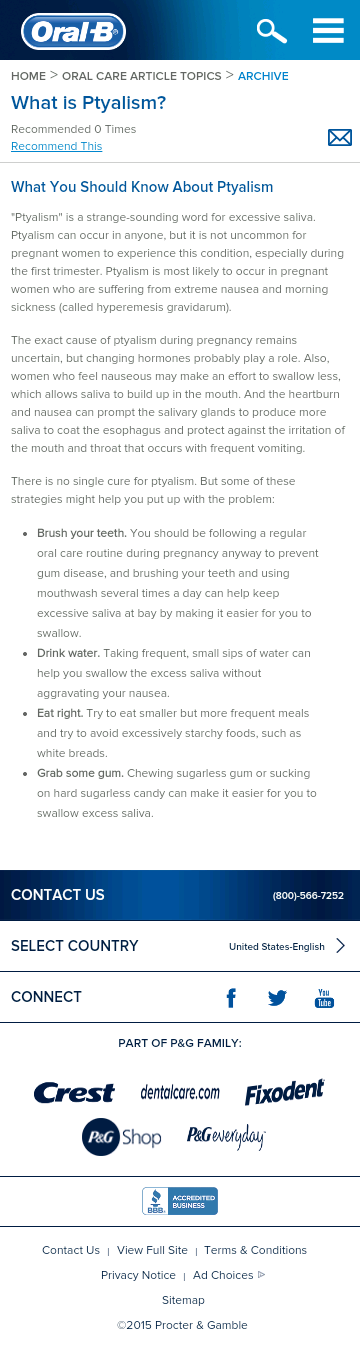 Oral-B
HOME > ORAL CARE ARTICLE TOPICS > ARCHIVE
What is Ptyalism?
Recommended 0 Times
Recommend This
What You Should Know About Ptyalism
"Ptyalism" is a strange-sounding word for excessive saliva.
Ptyalism can occur in anyone, but it is not uncommon for
pregnant women to experience this condition, especially during
the first trimester. Ptyalism is most likely to occur in pregnant
women who are suffering from extreme nausea and morning
sickness (called hyperemesis gravidarum).
The exact cause of ptyalism during pregnancy remains
uncertain, but changing hormones probably play a role. Also,
women who feel nauseous may make an effort to swallow less,
which allows saliva to build up in the mouth. And the heartburn
and nausea can prompt the salivary glands to produce more
saliva to coat the esophagus and protect against the irritation of
the mouth and throat that occurs with frequent vomiting.
There is no single cure for ptyalism. But some of these
strategies might help you put up with the problem:
• Brush your teeth. You should be following a regular
oral care routine during pregnancy anyway to prevent
gum disease, and brushing your teeth and using
mouthwash several times a day can help keep
excessive saliva at bay by making it easier for you to
swallow.
• Drink water. Taking frequent, small sips of water can
help you swallow the excess saliva without
aggravating your nausea.
• Eat right. Try to eat smaller but more frequent meals
and try to avoid excessively starchy foods, such as
white breads.
• Grab some gum. Chewing sugarless gum or sucking
on hard sugarless candy can make it easier for you to
swallow excess saliva.
CONTACT US (800)-566-7252
SELECT COUNTRY United States-English
CONNECT You Tube
PART OF P&G FAMILY:
Crest dentalcare.com Fixodent
P&G Shop P&G everyday
BBB. ACCREDITED BUSINESS
Contact Us | View Full Site | Terms & Conditions
Privacy Notice | Ad Choices
Sitemap
©2015 Procter & Gamble